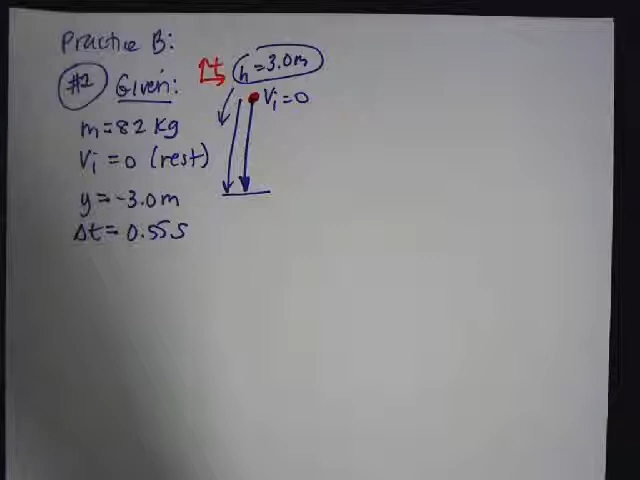 Practice B:
#2 Given:
+
h = 3.0m
Vi = 0
m = 82 kg
Vi = 0 (rest)
y = -3.0m
Δt = 0.55s